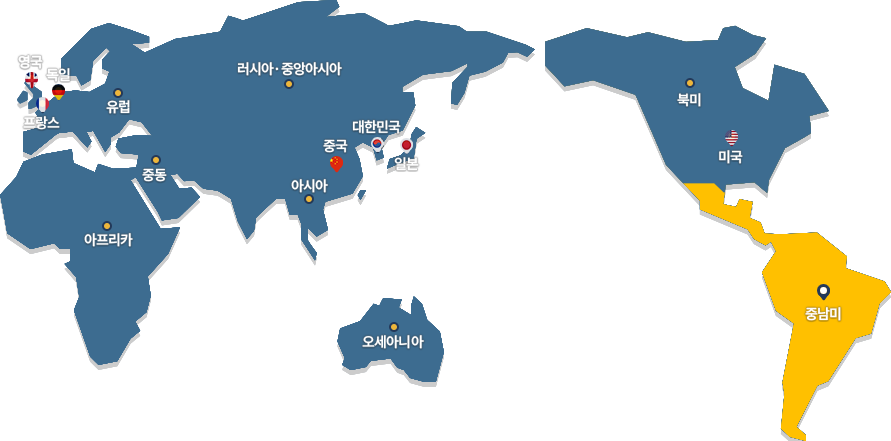 영국
독일
프랑스
유럽
러시아·중앙아시아
대한민국
중국
일본
중동
아시아
아프리카
오세아니아
북미
미국
중남미